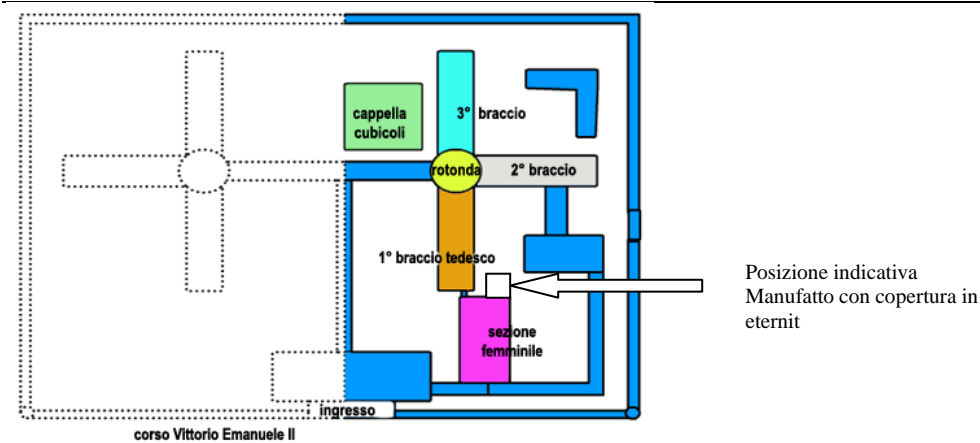 cappella
cubicoli
3° braccio
rotonda
2° braccio
1° braccio tedesco
Posizione indicativa
Manufatto con copertura in
eternit
sezione
femminile
ingresso
corso Vittorio Emanuele II